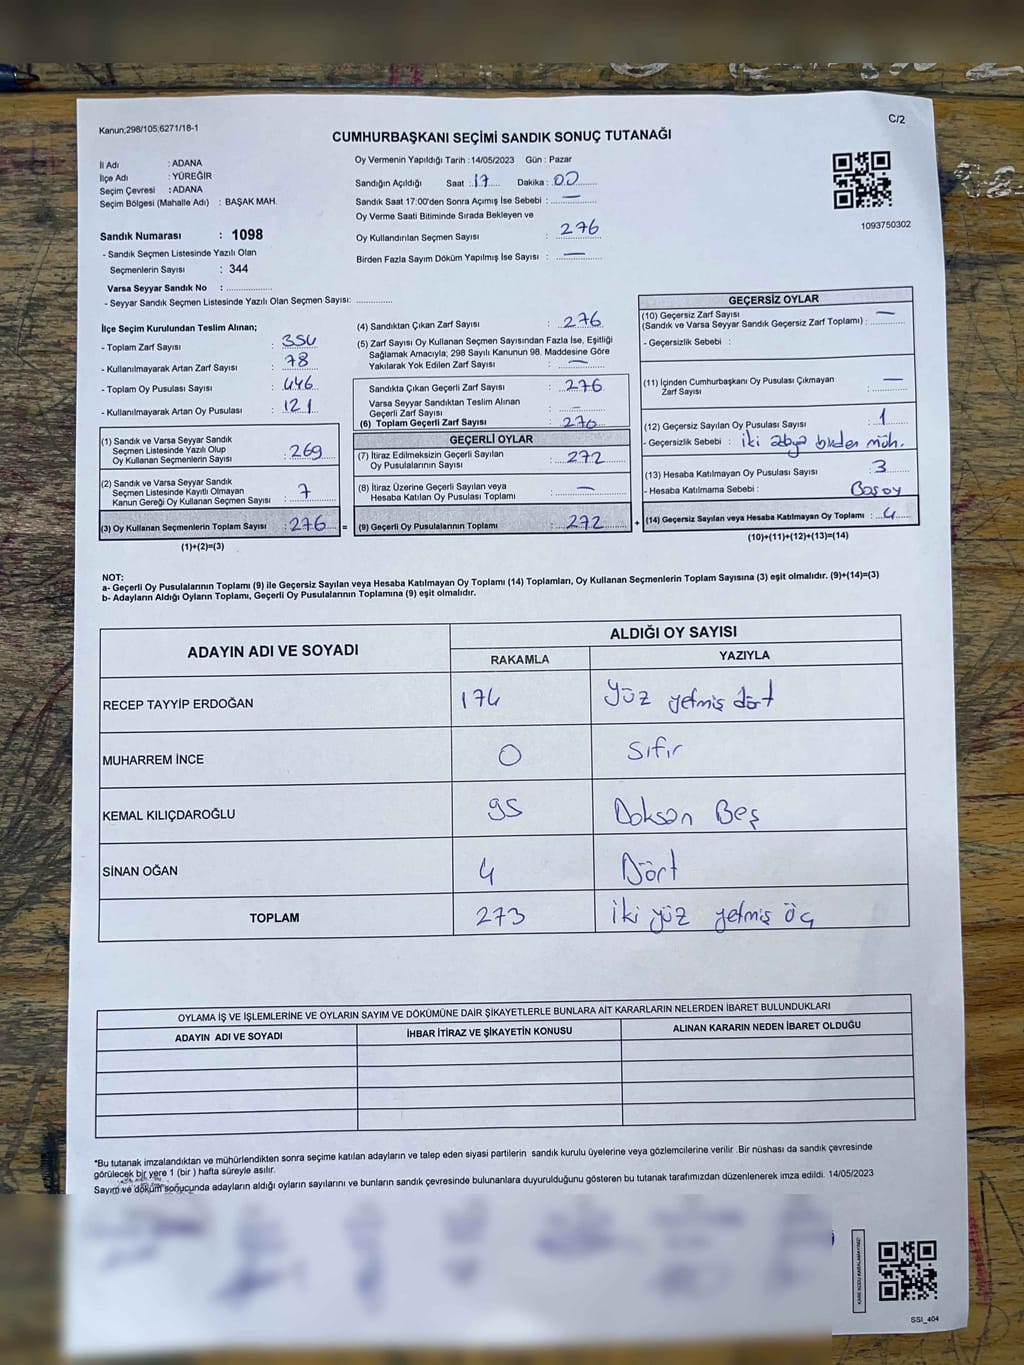 Kanun;298/105;6271/18-1
C/2
CUMHURBAŞKANI SEÇİMİ SANDIK SONUÇ TUTANAĞI
İl Adı : ADANA
İlçe Adı : YÜREĞİR
Seçim Çevresi : ADANA
Seçim Bölgesi (Mahalle Adı) : BAŞAK MAH.
Sandık Numarası : 1098
- Sandık Seçmen Listesinde Yazılı Olan
Seçmenlerin Sayısı : 344
Varsa Seyyar Sandık No :
- Seyyar Sandık Seçmen Listesinde Yazılı Olan Seçmen Sayısı:
Oy Vermenin Yapıldığı Tarih : 14/05/2023 Gün : Pazar
Sandığın Açıldığı Saat : 17 Dakika : 00
Sandık Saat 17:00'den Sonra Açımış İse Sebebi : —
Oy Verme Saati Bitiminde Sırada Bekleyen ve
Oy Kullandırılan Seçmen Sayısı : 276
Birden Fazla Sayım Döküm Yapılmış İse Sayısı : —
1093750302
İlçe Seçim Kurulundan Teslim Alınan;
- Toplam Zarf Sayısı : 354
- Kullanılmayarak Artan Zarf Sayısı : 78
- Toplam Oy Pusulası Sayısı : 446
- Kullanılmayarak Artan Oy Pusulası : 121
(1) Sandık ve Varsa Seyyar Sandık
Seçmen Listesinde Yazılı Olup
Oy Kullanan Seçmenlerin Sayısı : 269
(2) Sandık ve Varsa Seyyar Sandık
Seçmen Listesinde Kayıtlı Olmayan
Kanun Gereği Oy Kullanan Seçmen Sayısı : 7
(3) Oy Kullanan Seçmenlerin Toplam Sayısı : 276 =
(1)+(2)=(3)
(4) Sandıktan Çıkan Zarf Sayısı : 276
(5) Zarf Sayısı Oy Kullanan Seçmen Sayısından Fazla İse, Eşitliği
Sağlamak Amacıyla; 298 Sayılı Kanunun 98. Maddesine Göre
Yakılarak Yok Edilen Zarf Sayısı : —
Sandıkta Çıkan Geçerli Zarf Sayısı : 276
Varsa Seyyar Sandıktan Teslim Alınan
Geçerli Zarf Sayısı : —
(6) Toplam Geçerli Zarf Sayısı : 276
GEÇERLİ OYLAR
(7) İtiraz Edilmeksizin Geçerli Sayılan
Oy Pusulalarının Sayısı : 272
(8) İtiraz Üzerine Geçerli Sayılan veya
Hesaba Katılan Oy Pusulası Toplamı : —
(9) Geçerli Oy Pusulalarının Toplamı : 272 +
GEÇERSİZ OYLAR
(10) Geçersiz Zarf Sayısı
(Sandık ve Varsa Seyyar Sandık Geçersiz Zarf Toplamı) : —
- Geçersizlik Sebebi :
(11) İçinden Cumhurbaşkanı Oy Pusulası Çıkmayan
Zarf Sayısı : —
(12) Geçersiz Sayılan Oy Pusulası Sayısı : 1
- Geçersizlik Sebebi : iki birden müh.
(13) Hesaba Katılmayan Oy Pusulası Sayısı : 3
- Hesaba Katılmama Sebebi : Boş oy
(14) Geçersiz Sayılan veya Hesaba Katılmayan Oy Toplamı : 4
(10)+(11)+(12)+(13)=(14)
NOT:
a- Geçerli Oy Pusulalarının Toplamı (9) ile Geçersiz Sayılan veya Hesaba Katılmayan Oy Toplamı (14) Toplamları, Oy Kullanan Seçmenlerin Toplam Sayısına (3) eşit olmalıdır. (9)+(14)=(3)
b- Adayların Aldığı Oyların Toplamı, Geçerli Oy Pusulalarının Toplamına (9) eşit olmalıdır.
ADAYIN ADI VE SOYADI
ALDIĞI OY SAYISI
RAKAMLA YAZIYLA
RECEP TAYYİP ERDOĞAN 174 Yüz yetmiş dört
MUHARREM İNCE 0 Sıfır
KEMAL KILIÇDAROĞLU 95 Doksan Beş
SİNAN OĞAN 4 Dört
TOPLAM 273 İki yüz yetmiş üç
OYLAMA İŞ VE İŞLEMLERİNE VE OYLARIN SAYIM VE DÖKÜMÜNE DAİR ŞİKAYETLERLE BUNLARA AİT KARARLARIN NELERDEN İBARET BULUNDUKLARI
ADAYIN ADI VE SOYADI İHBAR İTİRAZ VE ŞİKAYETİN KONUSU ALINAN KARARIN NEDEN İBARET OLDUĞU
*Bu tutanak imzalandıktan ve mühürlendikten sonra seçime katılan adayların ve talep eden siyasi partilerin sandık kurulu üyelerine veya gözlemcilerine verilir .Bir nüshası da sandık çevresinde
görülecek bir yere 1 (bir ) hafta süreyle asılır.
Sayım ve döküm sonucunda adayların aldığı oyların sayılarını ve bunların sandık çevresinde bulunanlara duyurulduğunu gösteren bu tutanak tarafımızdan düzenlenerek imza edildi. 14/05/2023
KARE KODU KARALAMAYINIZ!
SSI_404